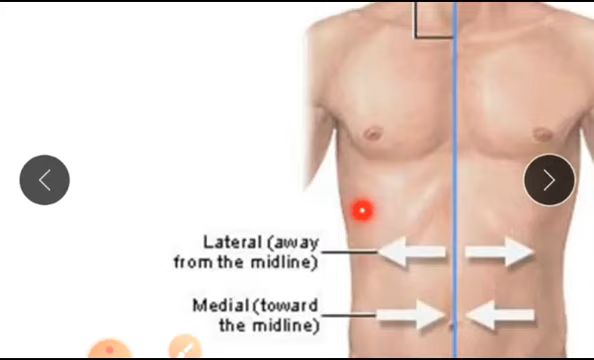 Lateral (away
from the midline)
Medial (toward
the midline)